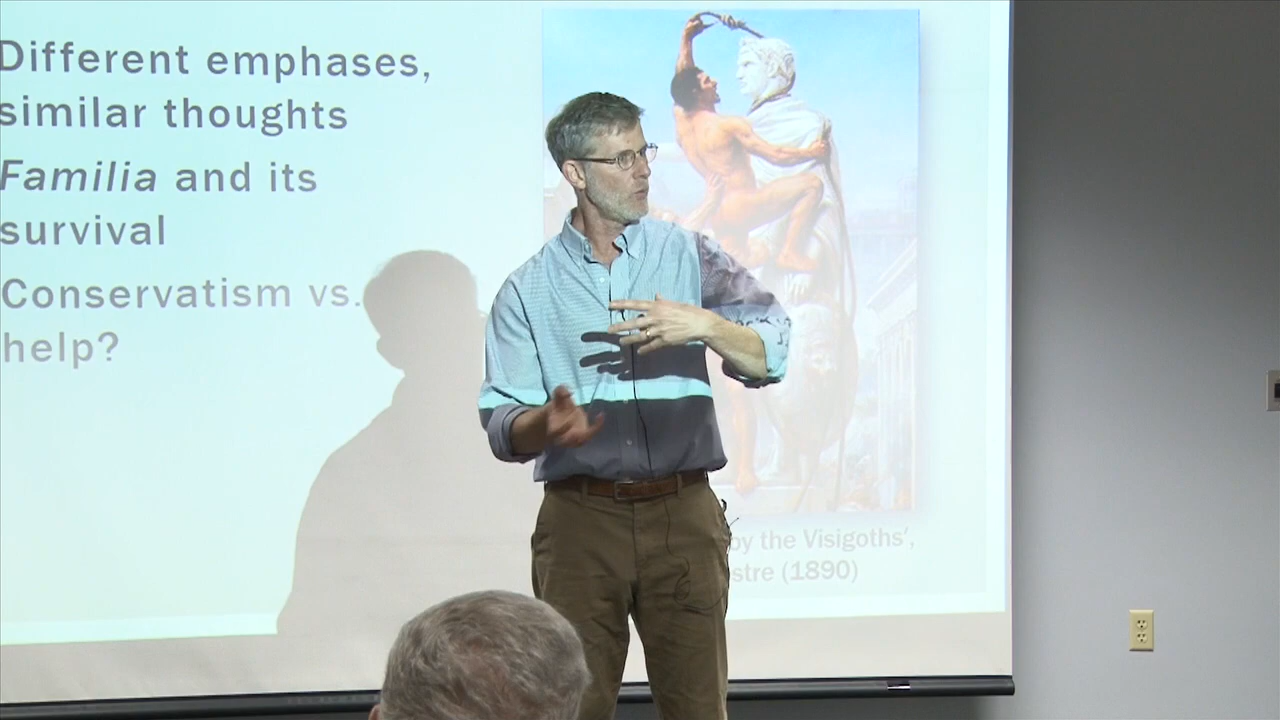 Different emphases,
similar thoughts
Familia and its
survival
Conservatism vs.
help?
by the Visigoths',
stre (1890)